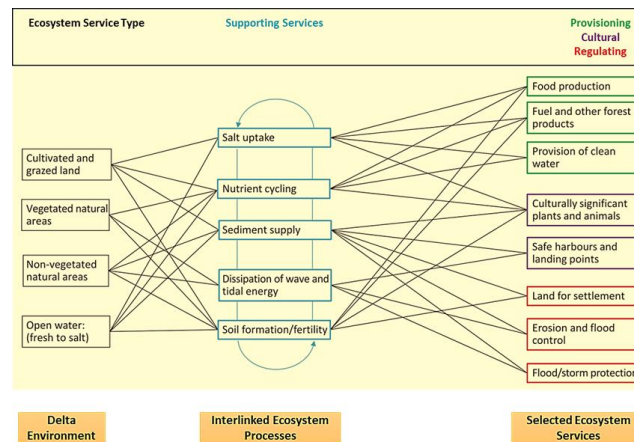 Ecosystem Service Type
Supporting Services
Provisioning
Cultural
Regulating
Cultivated and
grazed land
Vegetated natural
areas
Non-vegetated
natural areas
Open water:
(fresh to salt)
Salt uptake
Nutrient cycling
Sediment supply
Dissipation of wave and
tidal energy
Soil formation/fertility
Food production
Fuel and other forest
products
Provision of clean
water
Culturally significant
plants and animals
Safe harbours and
landing points
Land for settlement
Erosion and flood
control
Flood/storm protection
Delta
Environment
Interlinked Ecosystem
Processes
Selected Ecosystem
Services